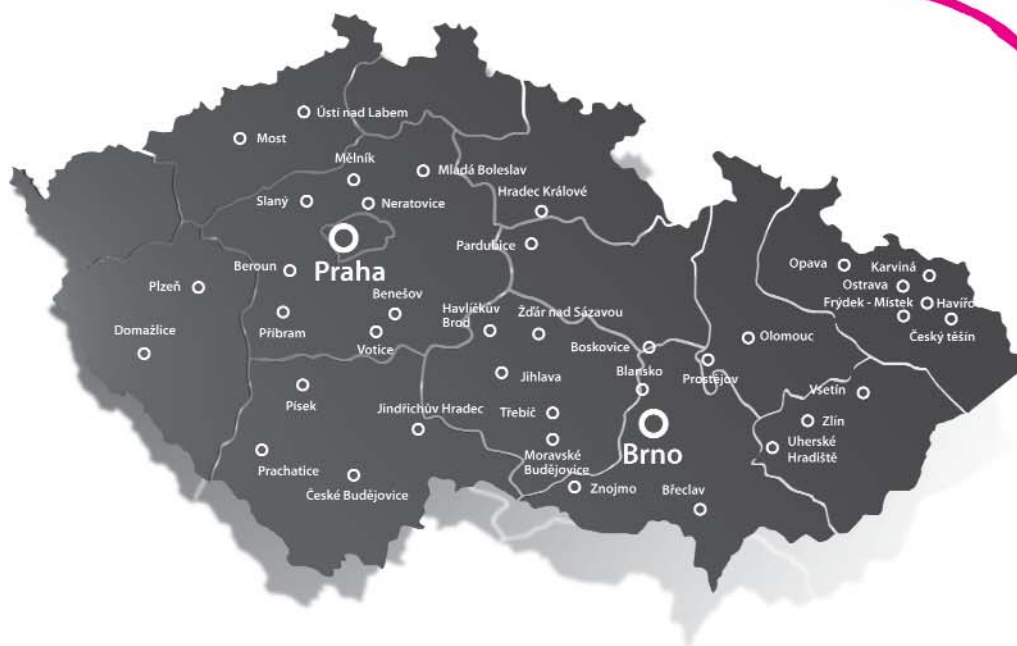 Ústí nad Labem
Most
Mělník
Mladá Boleslav
Slaný
Neratovice
Hradec Králové
Pardubice
Praha
Beroun
Plzeň
Benešov
Příbram
Votice
Domažlice
Havlíčkův
Brod
Žďár nad Sázavou
Opava
Karviná
Ostrava
Frýdek - Místek
Havířo
Český těšín
Boskovice
Olomouc
Blansko
Prostějov
Jihlava
Písek
Jindřichův Hradec
Třebíč
Vsetín
Zlín
Brno
Uherské
Hradiště
Moravské
Budějovice
Prachatice
České Budějovice
Znojmo
Břeclav